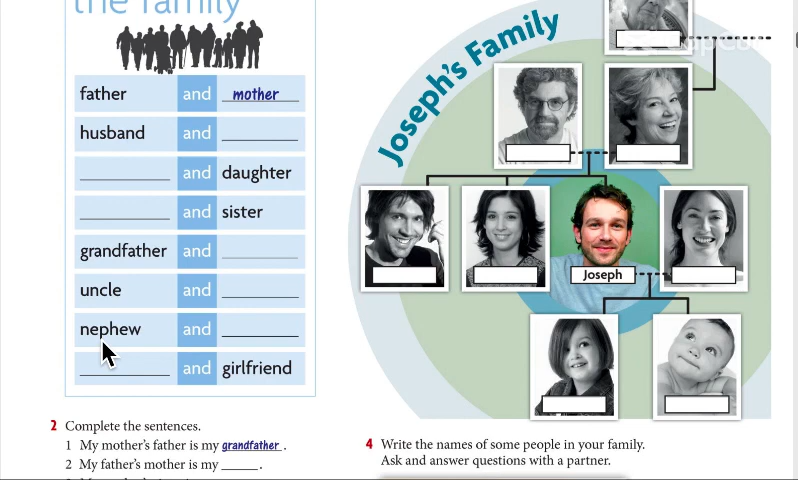 the family
father and mother
husband and
and daughter
and sister
grandfather and
uncle and
nephew and
and girlfriend
2 Complete the sentences.
1 My mother's father is my grandfather .
2 My father's mother is my ______ .
Joseph's Family
Joseph
4 Write the names of some people in your family.
Ask and answer questions with a partner.